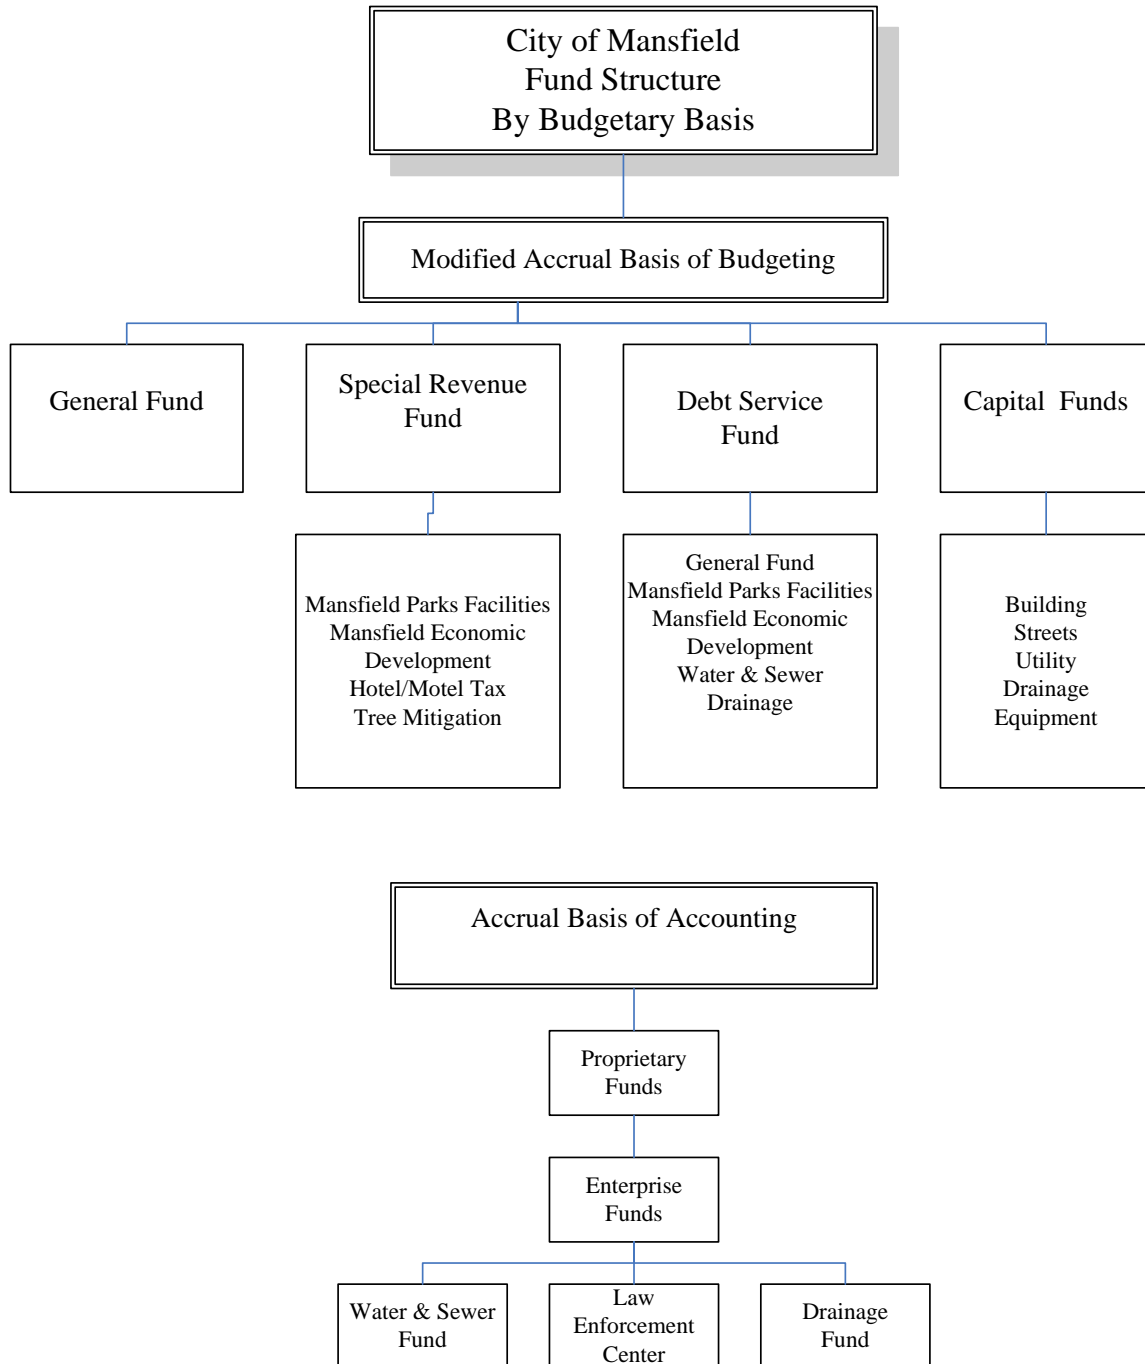 City of Mansfield
Fund Structure
By Budgetary Basis
Modified Accrual Basis of Budgeting
General Fund
Special Revenue
Fund
Debt Service
Fund
Capital  Funds
Mansfield Parks Facilities
Mansfield Economic
Development
Hotel/Motel Tax
Tree Mitigation
General Fund
Mansfield Parks Facilities
Mansfield Economic
Development
Water & Sewer
Drainage
Building
Streets
Utility
Drainage
Equipment
Accrual Basis of Accounting
Proprietary
Funds
Enterprise
Funds
Water & Sewer
Fund
Law
Enforcement
Center
Drainage
Fund